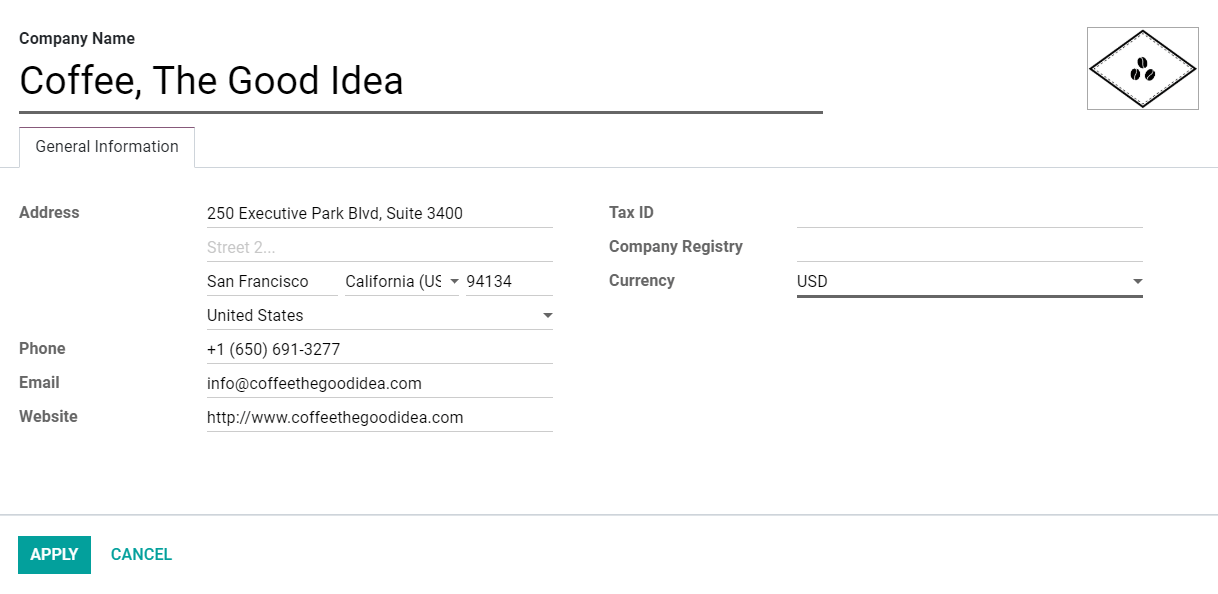 Company Name
Coffee, The Good Idea
General Information
Address
250 Executive Park Blvd, Suite 3400
Street 2...
San Francisco California (US 94134
United States
Phone +1 (650) 691-3277
Email info@coffeethegoodidea.com
Website http://www.coffeethegoodidea.com
Tax ID
Company Registry
Currency USD
APPLY CANCEL